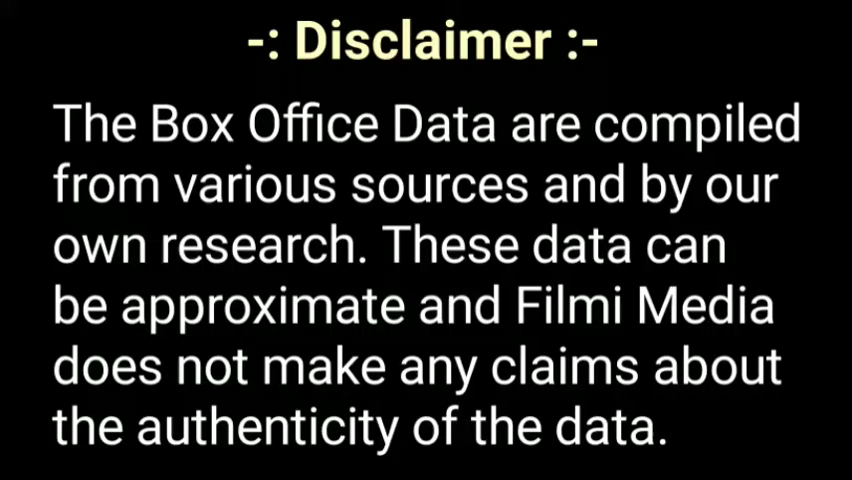 -: Disclaimer :-
The Box Office Data are compiled
from various sources and by our
own research. These data can
be approximate and Filmi Media
does not make any claims about
the authenticity of the data.